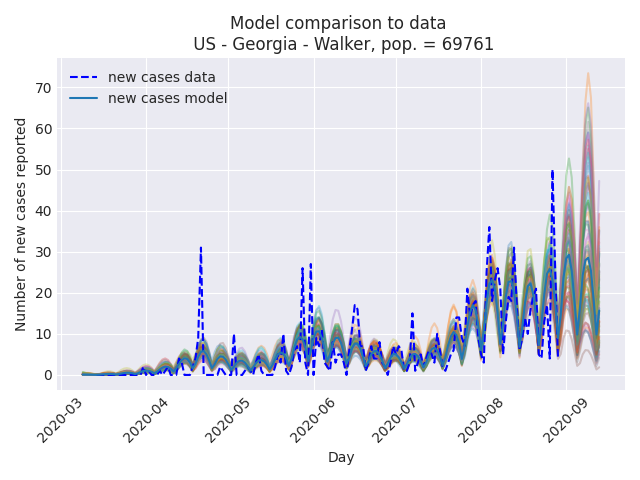 Model comparison to data
US - Georgia - Walker, pop. = 69761
new cases data
new cases model
Number of new cases reported
70
60
50
40
30
20
10
0
2020-03
2020-04
2020-05
2020-06
2020-07
2020-08
2020-09
Day